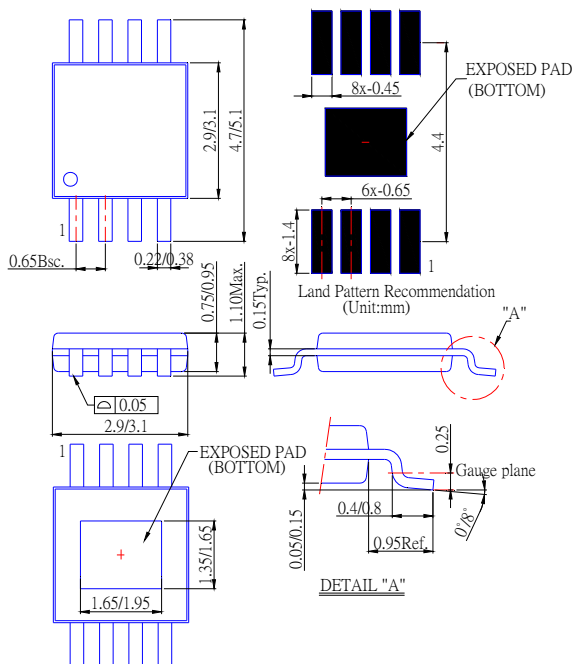 2.9/3.1
4.7/5.1
1
0.65Bsc.
0.22/0.38
8x-0.45
EXPOSED PAD
(BOTTOM)
4.4
6x-0.65
8x-1.4
1
Land Pattern Recommendation
(Unit:mm)
0.75/0.95
1.10Max.
0.15Typ.
"A"
0.05
2.9/3.1
1
EXPOSED PAD
(BOTTOM)
1.35/1.65
1.65/1.95
0.25
Gauge plane
0.4/0.8
0.05/0.15
0.95Ref.
0°/8°
DETAIL "A"